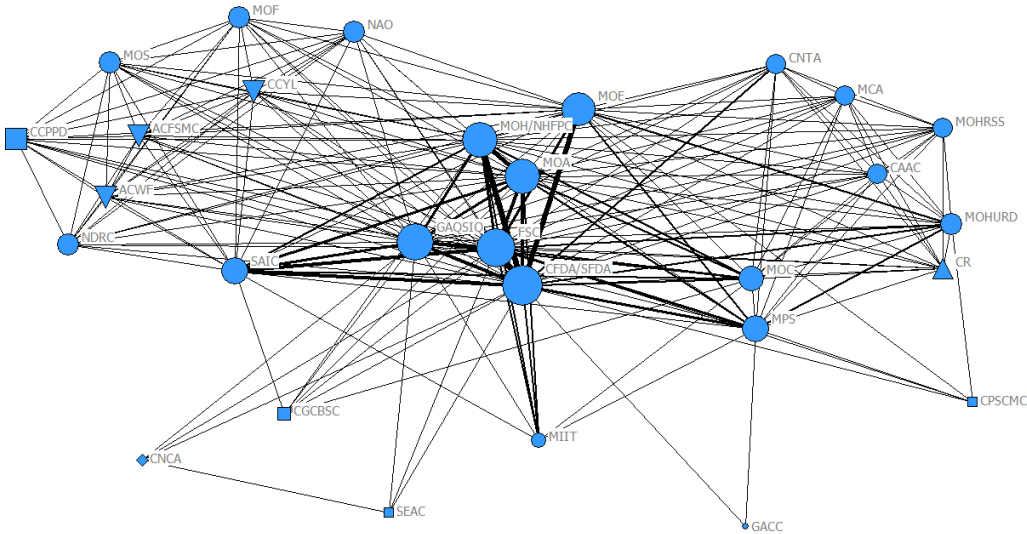 MOF
NAO
MOS
CNTA
CCYL
MCA
MOE
MOH/NHFPC
MOHRSS
CCPPD
ACFSMC
MOA
CAAC
ACWF
MOHURD
GAQSIQ
FSC
NDRC
SAIC
CR
CFDA/SFDA
MOC
MPS
CPSCMC
CGCBSC
MIIT
CNCA
SEAC
GACC